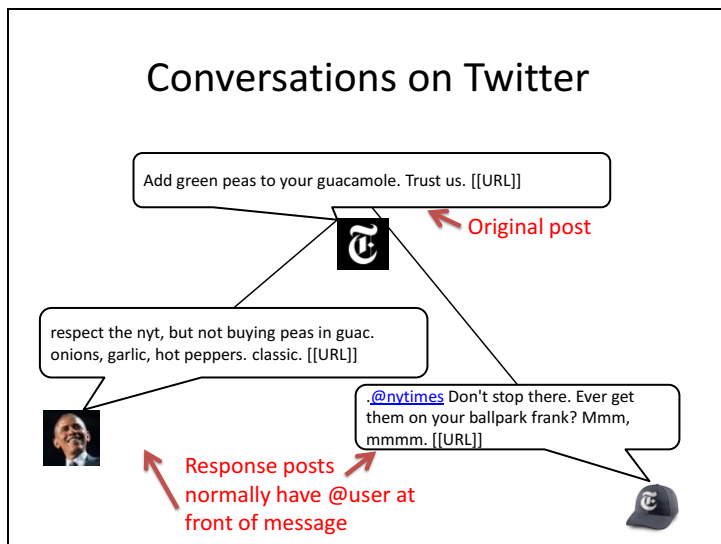 Conversations on Twitter
Add green peas to your guacamole. Trust us. [[URL]]
Original post
respect the nyt, but not buying peas in guac.
onions, garlic, hot peppers. classic. [[URL]]
.@nytimes Don't stop there. Ever get
them on your ballpark frank? Mmm,
mmmm. [[URL]]
Response posts
normally have @user at
front of message